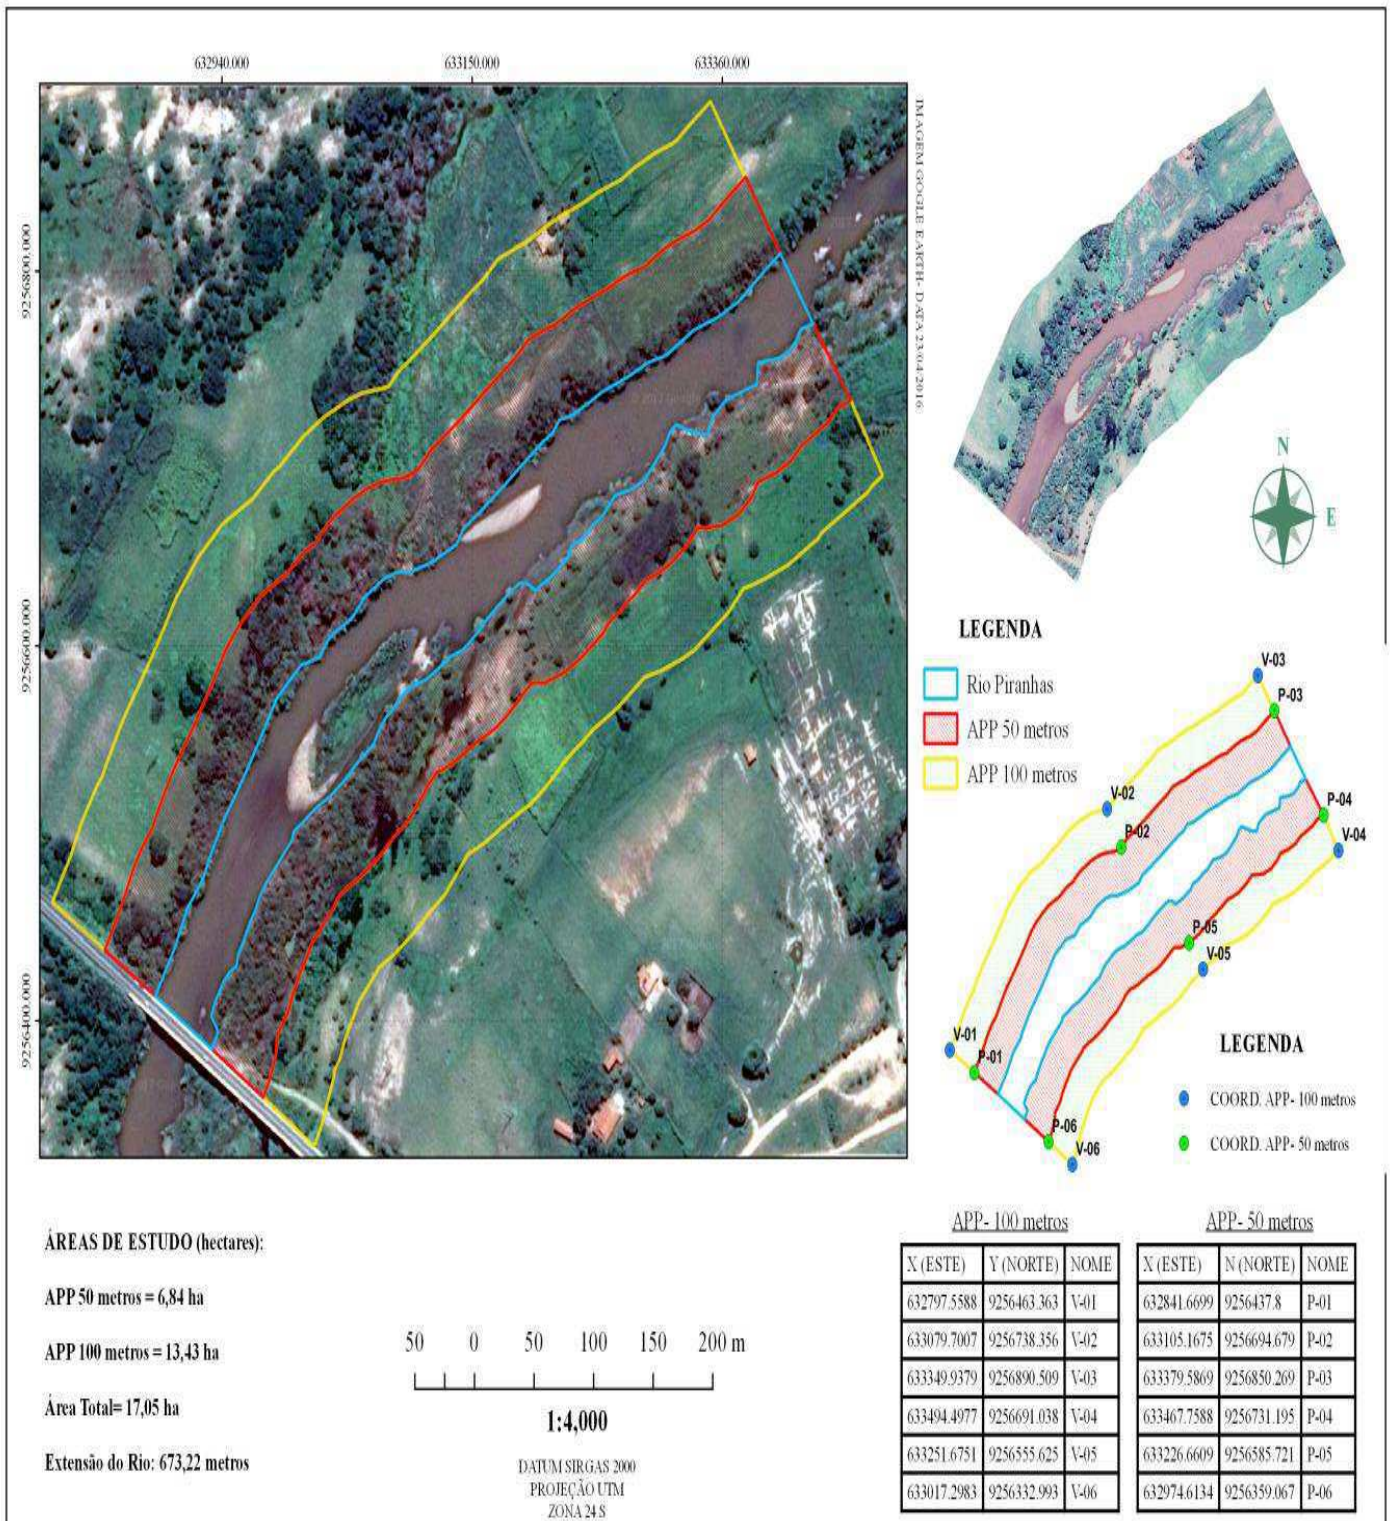 632940.000
633150.000
633360.000
9256800.000
9256600.000
9256400.000
IMAGEM GOOGLE EARTH- DATA 23/04/2016
N
E
LEGENDA
Rio Piranhas
APP 50 metros
APP 100 metros
V-03
P-03
V-02
P-02
P-04
V-04
P-05
V-05
V-01
P-01
P-06
V-06
LEGENDA
COORD. APP- 100 metros
COORD. APP- 50 metros
ÁREAS DE ESTUDO (hectares):
APP 50 metros = 6,84 ha
APP 100 metros = 13,43 ha
Área Total= 17,05 ha
Extensão do Rio: 673,22 metros
50 0 50 100 150 200 m
1:4,000
DATUM SIRGAS 2000
PROJEÇÃO UTM
ZONA 24 S
APP- 100 metros
X (ESTE) Y (NORTE) NOME
632797.5588 9256463.363 V-01
633079.7007 9256738.356 V-02
633349.9379 9256890.509 V-03
633494.4977 9256691.038 V-04
633251.6751 9256555.625 V-05
633017.2983 9256332.993 V-06
APP- 50 metros
X (ESTE) N (NORTE) NOME
632841.6699 9256437.8 P-01
633105.1675 9256694.679 P-02
633379.5869 9256850.269 P-03
633467.7588 9256731.195 P-04
633226.6609 9256585.721 P-05
632974.6134 9256359.067 P-06